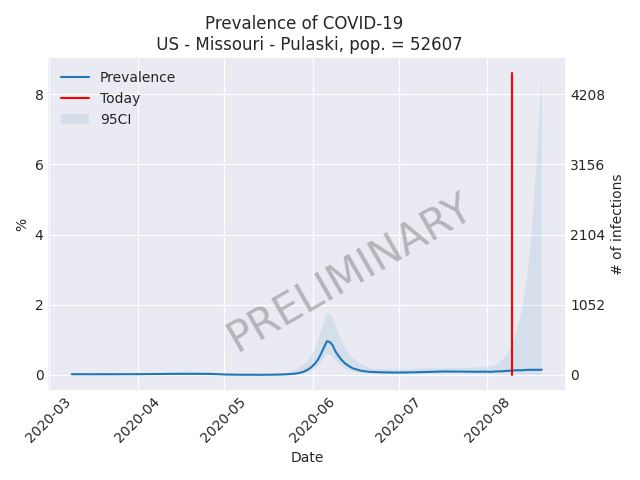 Prevalence of COVID-19
US - Missouri - Pulaski, pop. = 52607
Prevalence
Today
95CI
8
6
4
2
0
%
4208
3156
2104
1052
0
# of infections
PRELIMINARY
2020-03
2020-04
2020-05
2020-06
2020-07
2020-08
Date